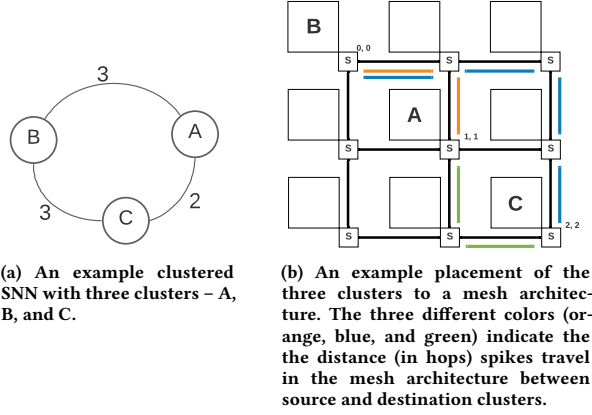 3
B
A
3
2
C
(a) An example clustered
SNN with three clusters – A,
B, and C.
B
0, 0
S
S
S
A
1, 1
S
S
S
C
2, 2
S
S
S
(b) An example placement of the
three clusters to a mesh architec-
ture. The three different colors (or-
ange, blue, and green) indicate the
the distance (in hops) spikes travel
in the mesh architecture between
source and destination clusters.